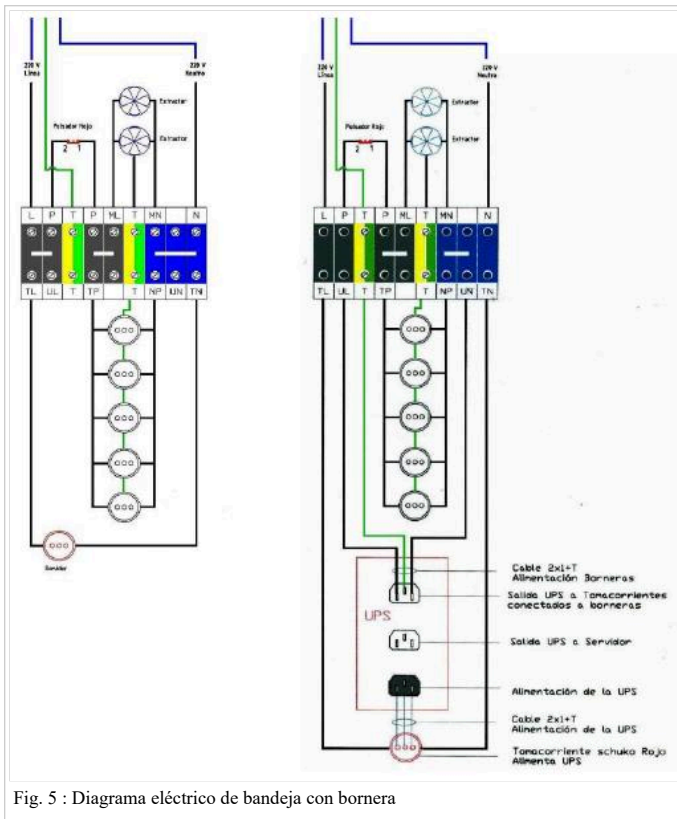 220 V
Línea
220 V
Neutro
Extractor
Extractor
Pulsador Rojo
2 1
L P T P ML T MN N
TL UL T TP T NP UN TN
Servidor
220 V
Línea
220 V
Neutro
Extractor
Extractor
Pulsador Rojo
2 1
L P T P ML T MN N
TL UL T TP T NP UN TN
UPS
Cable 2x1+T
Alimentación Borneras
Salida UPS a Tomacorrientes
conectados a borneras
Salida UPS a Servidor
Alimentación de la UPS
Cable 2x1+T
Alimentación de la UPS
Tomacorriente schuko Rojo
Alimenta UPS
Fig. 5 : Diagrama eléctrico de bandeja con bornera